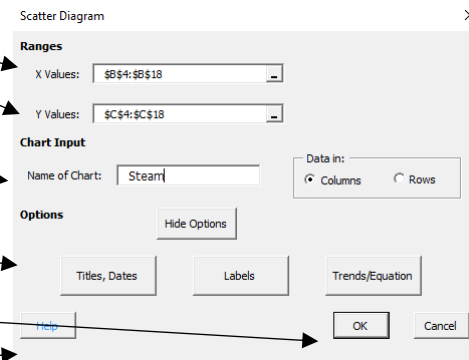 Scatter Diagram
Ranges
X Values: $B$4:$B$18 _
Y Values: $C$4:$C$18 _
Chart Input
Name of Chart: Steam
Data in:
Columns Rows
Options
Hide Options
Titles, Dates Labels Trends/Equation
Help OK Cancel